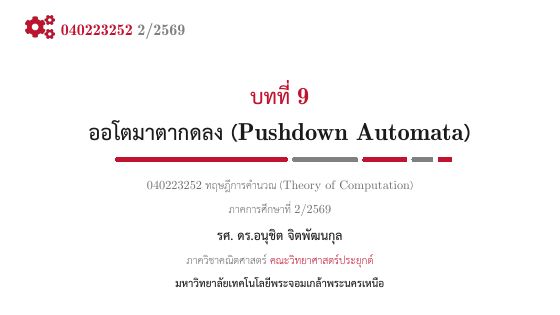 040223252 2/2569
บทที่ 9
ออโตมาตากดลง (Pushdown Automata)
040223252 ทฤษฎีการคำนวณ (Theory of Computation)
ภาคการศึกษาที่ 2/2569
รศ. ดร.อนุชิต จิตพัฒนกุล
ภาควิชาคณิตศาสตร์ คณะวิทยาศาสตร์ประยุกต์
มหาวิทยาลัยเทคโนโลยีพระจอมเกล้าพระนครเหนือ